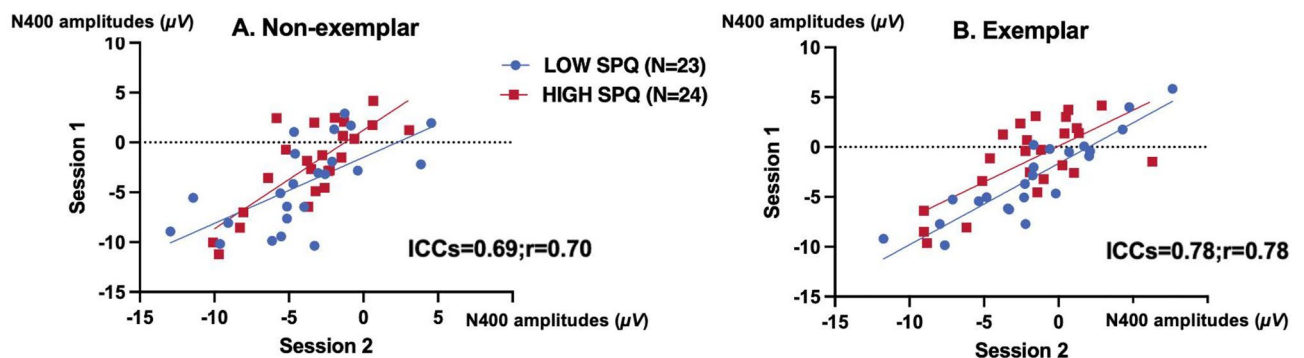 N400 amplitudes (µV)
A. Non-exemplar
10
5
0
-5
-10
-15
Session 1
-15
-10
-5
0
5
N400 amplitudes (µV)
Session 2
ICCs=0.69;r=0.70
LOW SPQ (N=23)
HIGH SPQ (N=24)
N400 amplitudes (µV)
B. Exemplar
10
5
0
-5
-10
-15
Session 1
-15
-10
-5
0
N400 amplitudes (µV)
Session 2
ICCs=0.78;r=0.78